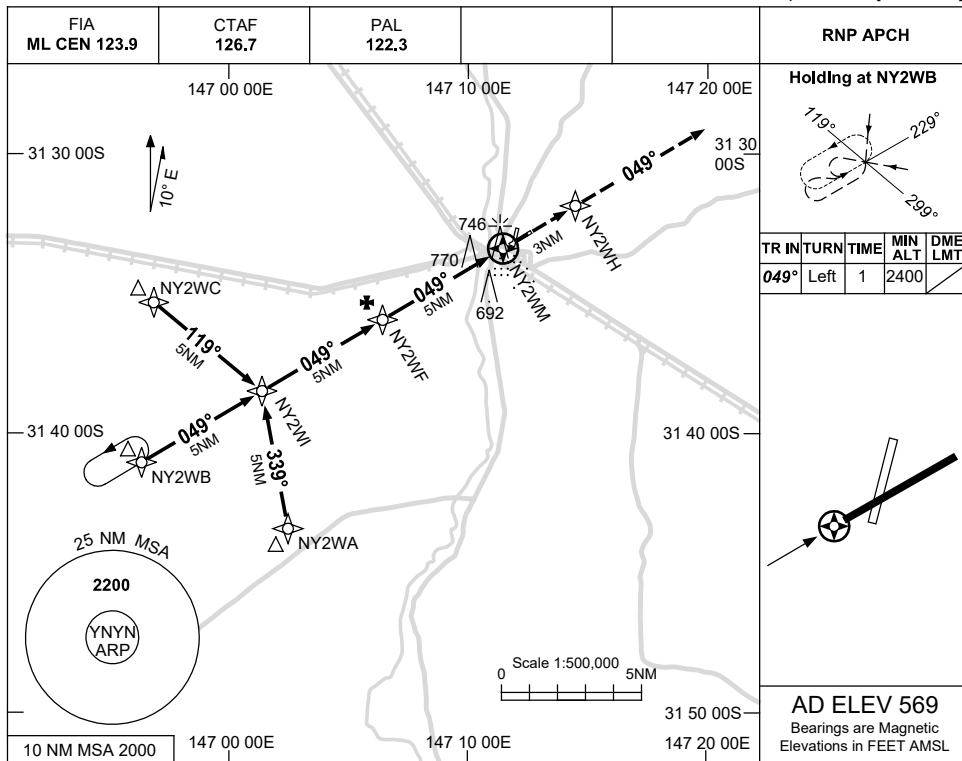 FIA
ML CEN 123.9
CTAF
126.7
PAL
122.3
RNP APCH
147 00 00E
147 10 00E
147 20 00E
Holding at NY2WB
119°
229°
299°
TR IN TURN TIME MIN ALT DME LMT
049° Left 1 2400
31 30 00S
31 30
00S
10° E
049°
NY2WH
3NM
746
770
692
NY2WM
049°
5NM
NY2WC
119°
5NM
049°
5NM
NY2WF
NY2WI
31 40 00S
31 40 00S
049°
5NM
NY2WB
339°
5NM
NY2WA
25 NM MSA
2200
YNYN
ARP
Scale 1:500,000
0 5NM
31 50 00S
10 NM MSA 2000
147 00 00E
147 10 00E
147 20 00E
AD ELEV 569
Bearings are Magnetic
Elevations in FEET AMSL